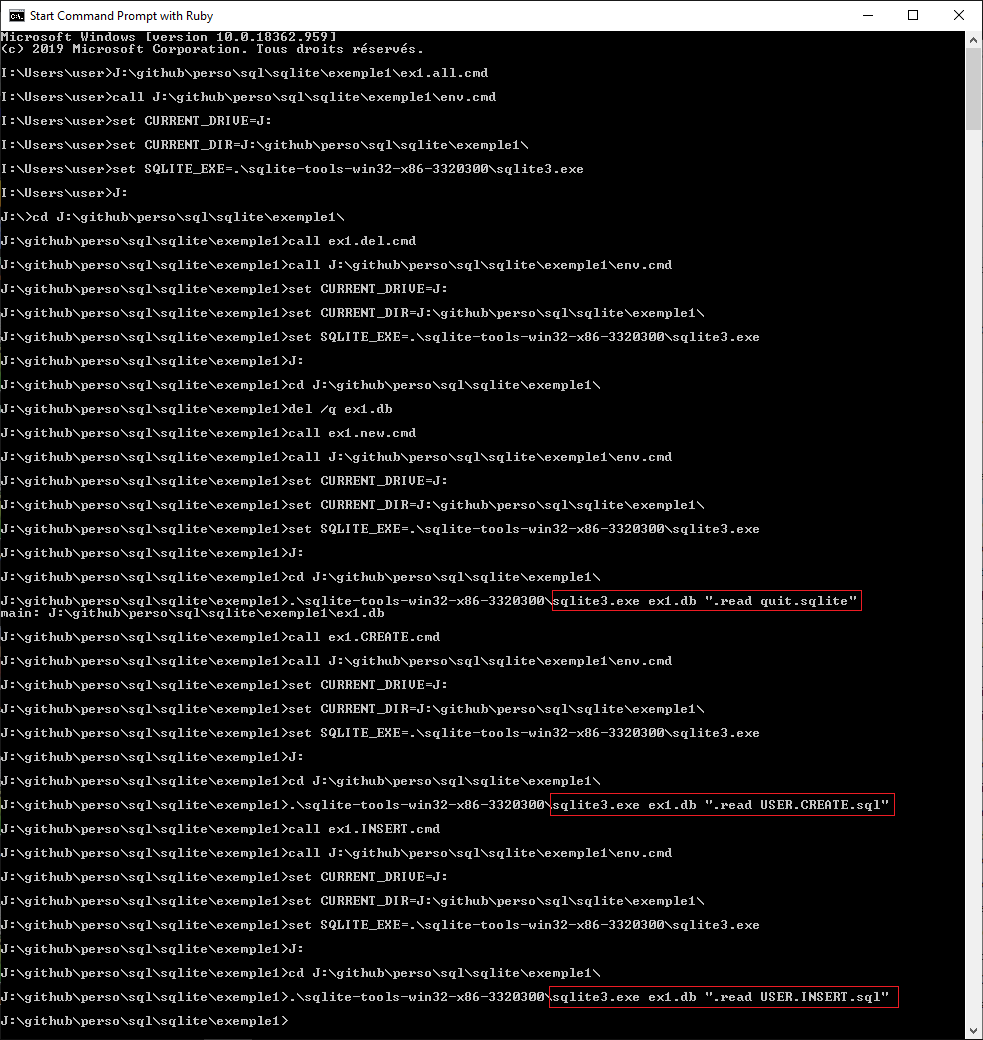 Start Command Prompt with Ruby
Microsoft Windows [version 10.0.18362.959]
(c) 2019 Microsoft Corporation. Tous droits réservés.
I:\Users\user>J:\github\perso\sql\sqlite\exemple1\ex1.all.cmd
I:\Users\user>call J:\github\perso\sql\sqlite\exemple1\env.cmd
I:\Users\user>set CURRENT_DRIVE=J:
I:\Users\user>set CURRENT_DIR=J:\github\perso\sql\sqlite\exemple1\
I:\Users\user>set SQLITE_EXE=.\sqlite-tools-win32-x86-3320300\sqlite3.exe
I:\Users\user>J:
J:\>cd J:\github\perso\sql\sqlite\exemple1\
J:\github\perso\sql\sqlite\exemple1>call ex1.del.cmd
J:\github\perso\sql\sqlite\exemple1>call J:\github\perso\sql\sqlite\exemple1\env.cmd
J:\github\perso\sql\sqlite\exemple1>set CURRENT_DRIVE=J:
J:\github\perso\sql\sqlite\exemple1>set CURRENT_DIR=J:\github\perso\sql\sqlite\exemple1\
J:\github\perso\sql\sqlite\exemple1>set SQLITE_EXE=.\sqlite-tools-win32-x86-3320300\sqlite3.exe
J:\github\perso\sql\sqlite\exemple1>J:
J:\github\perso\sql\sqlite\exemple1>cd J:\github\perso\sql\sqlite\exemple1\
J:\github\perso\sql\sqlite\exemple1>del /q ex1.db
J:\github\perso\sql\sqlite\exemple1>call ex1.new.cmd
J:\github\perso\sql\sqlite\exemple1>call J:\github\perso\sql\sqlite\exemple1\env.cmd
J:\github\perso\sql\sqlite\exemple1>set CURRENT_DRIVE=J:
J:\github\perso\sql\sqlite\exemple1>set CURRENT_DIR=J:\github\perso\sql\sqlite\exemple1\
J:\github\perso\sql\sqlite\exemple1>set SQLITE_EXE=.\sqlite-tools-win32-x86-3320300\sqlite3.exe
J:\github\perso\sql\sqlite\exemple1>J:
J:\github\perso\sql\sqlite\exemple1>cd J:\github\perso\sql\sqlite\exemple1\
J:\github\perso\sql\sqlite\exemple1>.\sqlite-tools-win32-x86-3320300\sqlite3.exe ex1.db ".read quit.sqlite"
main: J:\github\perso\sql\sqlite\exemple1\ex1.db
J:\github\perso\sql\sqlite\exemple1>call ex1.CREATE.cmd
J:\github\perso\sql\sqlite\exemple1>call J:\github\perso\sql\sqlite\exemple1\env.cmd
J:\github\perso\sql\sqlite\exemple1>set CURRENT_DRIVE=J:
J:\github\perso\sql\sqlite\exemple1>set CURRENT_DIR=J:\github\perso\sql\sqlite\exemple1\
J:\github\perso\sql\sqlite\exemple1>set SQLITE_EXE=.\sqlite-tools-win32-x86-3320300\sqlite3.exe
J:\github\perso\sql\sqlite\exemple1>J:
J:\github\perso\sql\sqlite\exemple1>cd J:\github\perso\sql\sqlite\exemple1\
J:\github\perso\sql\sqlite\exemple1>.\sqlite-tools-win32-x86-3320300\sqlite3.exe ex1.db ".read USER.CREATE.sql"
J:\github\perso\sql\sqlite\exemple1>call ex1.INSERT.cmd
J:\github\perso\sql\sqlite\exemple1>call J:\github\perso\sql\sqlite\exemple1\env.cmd
J:\github\perso\sql\sqlite\exemple1>set CURRENT_DRIVE=J:
J:\github\perso\sql\sqlite\exemple1>set CURRENT_DIR=J:\github\perso\sql\sqlite\exemple1\
J:\github\perso\sql\sqlite\exemple1>set SQLITE_EXE=.\sqlite-tools-win32-x86-3320300\sqlite3.exe
J:\github\perso\sql\sqlite\exemple1>J:
J:\github\perso\sql\sqlite\exemple1>cd J:\github\perso\sql\sqlite\exemple1\
J:\github\perso\sql\sqlite\exemple1>.\sqlite-tools-win32-x86-3320300\sqlite3.exe ex1.db ".read USER.INSERT.sql"
J:\github\perso\sql\sqlite\exemple1>